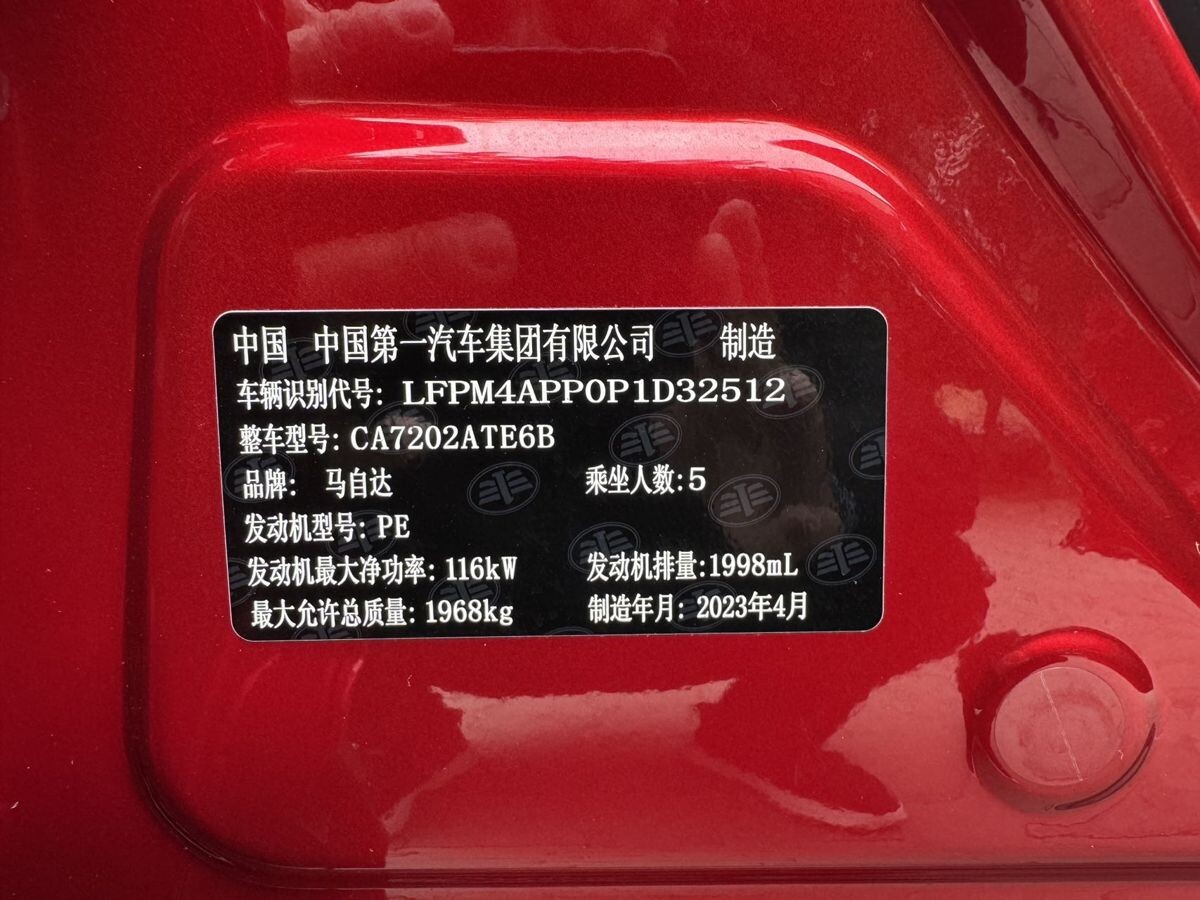 中国 中国第一汽车集团有限公司 制造
车辆识别代号: LFPM4APP0P1D32512
整车型号: CA7202ATE6B
品牌: 马自达 乘坐人数: 5
发动机型号: PE
发动机最大净功率: 116kW 发动机排量: 1998mL
最大允许总质量: 1968kg 制造年月: 2023年4月